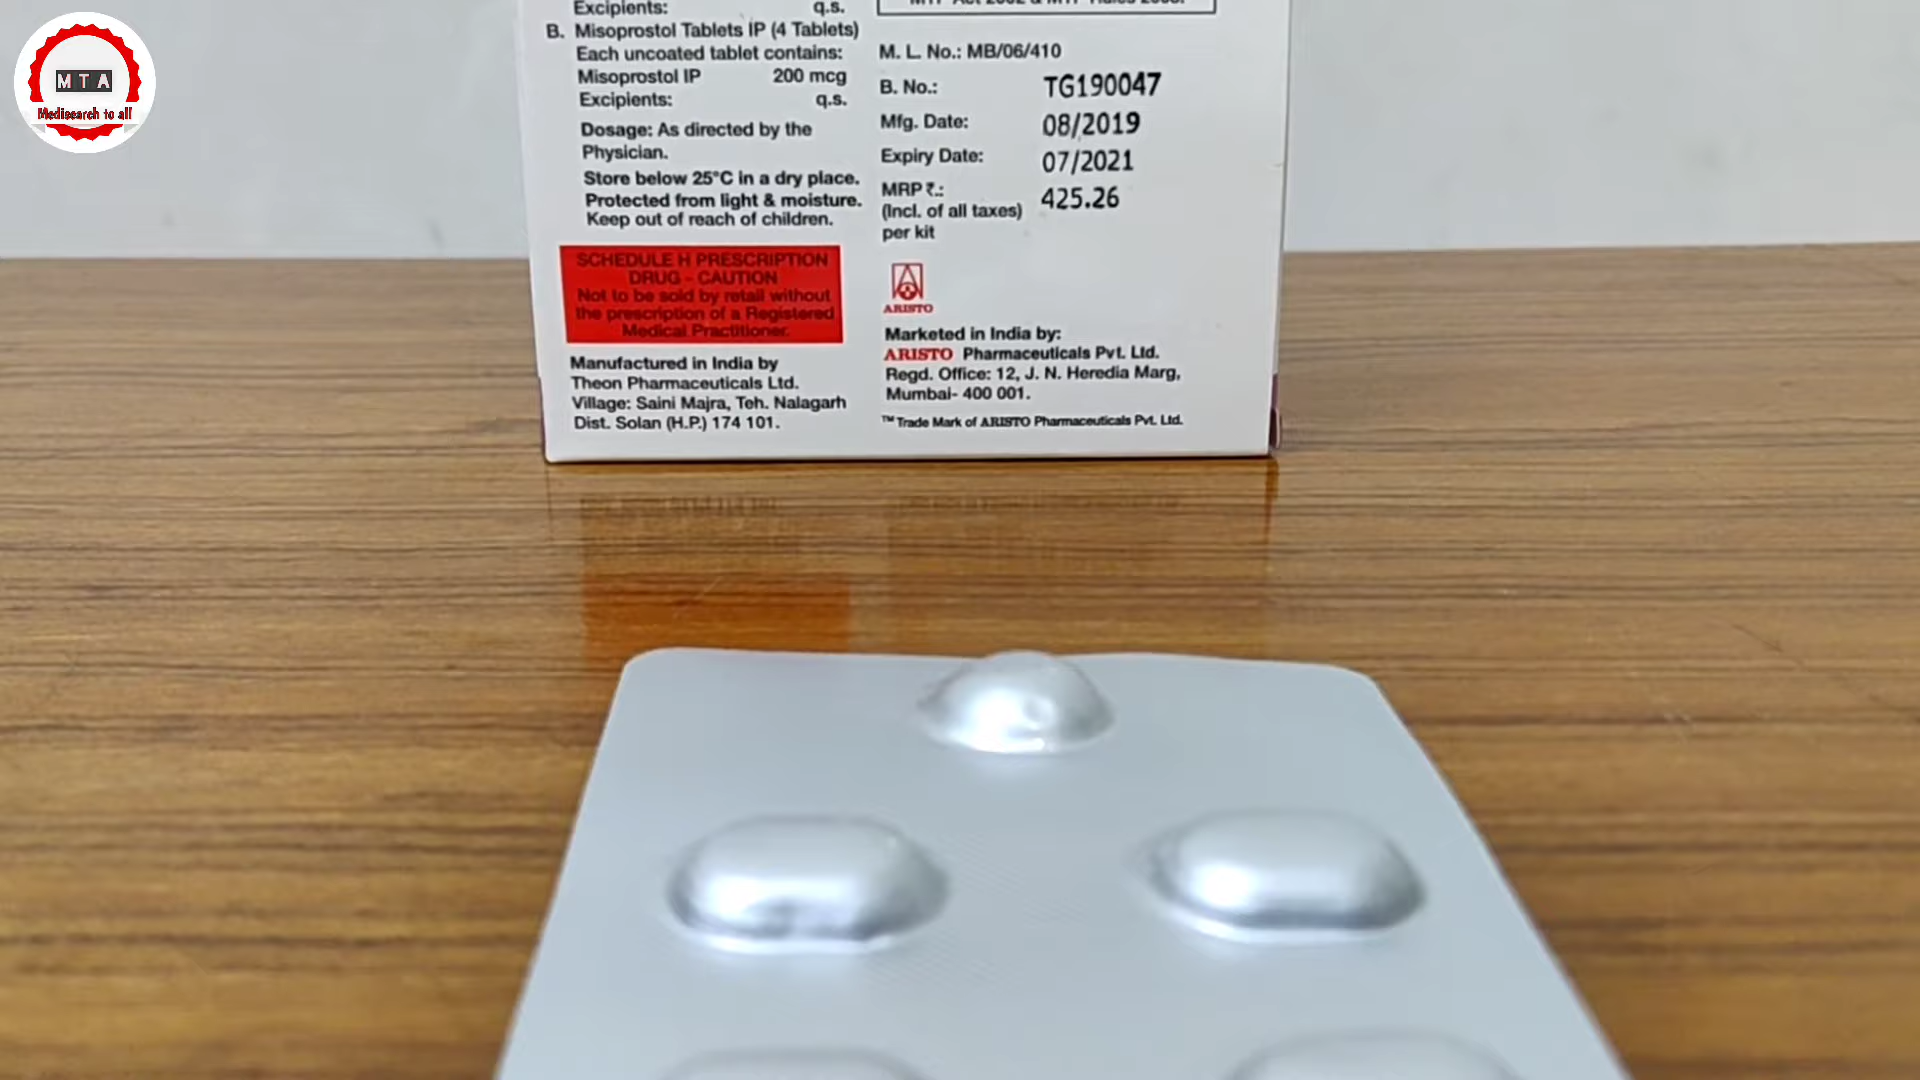 M T A
Medisearch to all
Excipients: q.s.
B. Misoprostol Tablets IP (4 Tablets)
Each uncoated tablet contains:
Misoprostol IP 200 mcg
Excipients: q.s.
Dosage: As directed by the
Physician.
Store below 25°C in a dry place.
Protected from light & moisture.
Keep out of reach of children.
SCHEDULE H PRESCRIPTION
DRUG - CAUTION
Not to be sold by retail without
the prescription of a Registered
Medical Practitioner.
Manufactured in India by
Theon Pharmaceuticals Ltd.
Village: Saini Majra, Teh. Nalagarh
Dist. Solan (H.P.) 174 101.
M. L. No.: MB/06/410
B. No.: TG190047
Mfg. Date: 08/2019
Expiry Date: 07/2021
MRP ₹.: 425.26
(Incl. of all taxes)
per kit
ARISTO
Marketed in India by:
ARISTO Pharmaceuticals Pvt. Ltd.
Regd. Office: 12, J. N. Heredia Marg,
Mumbai- 400 001.
™ Trade Mark of ARISTO Pharmaceuticals Pvt. Ltd.